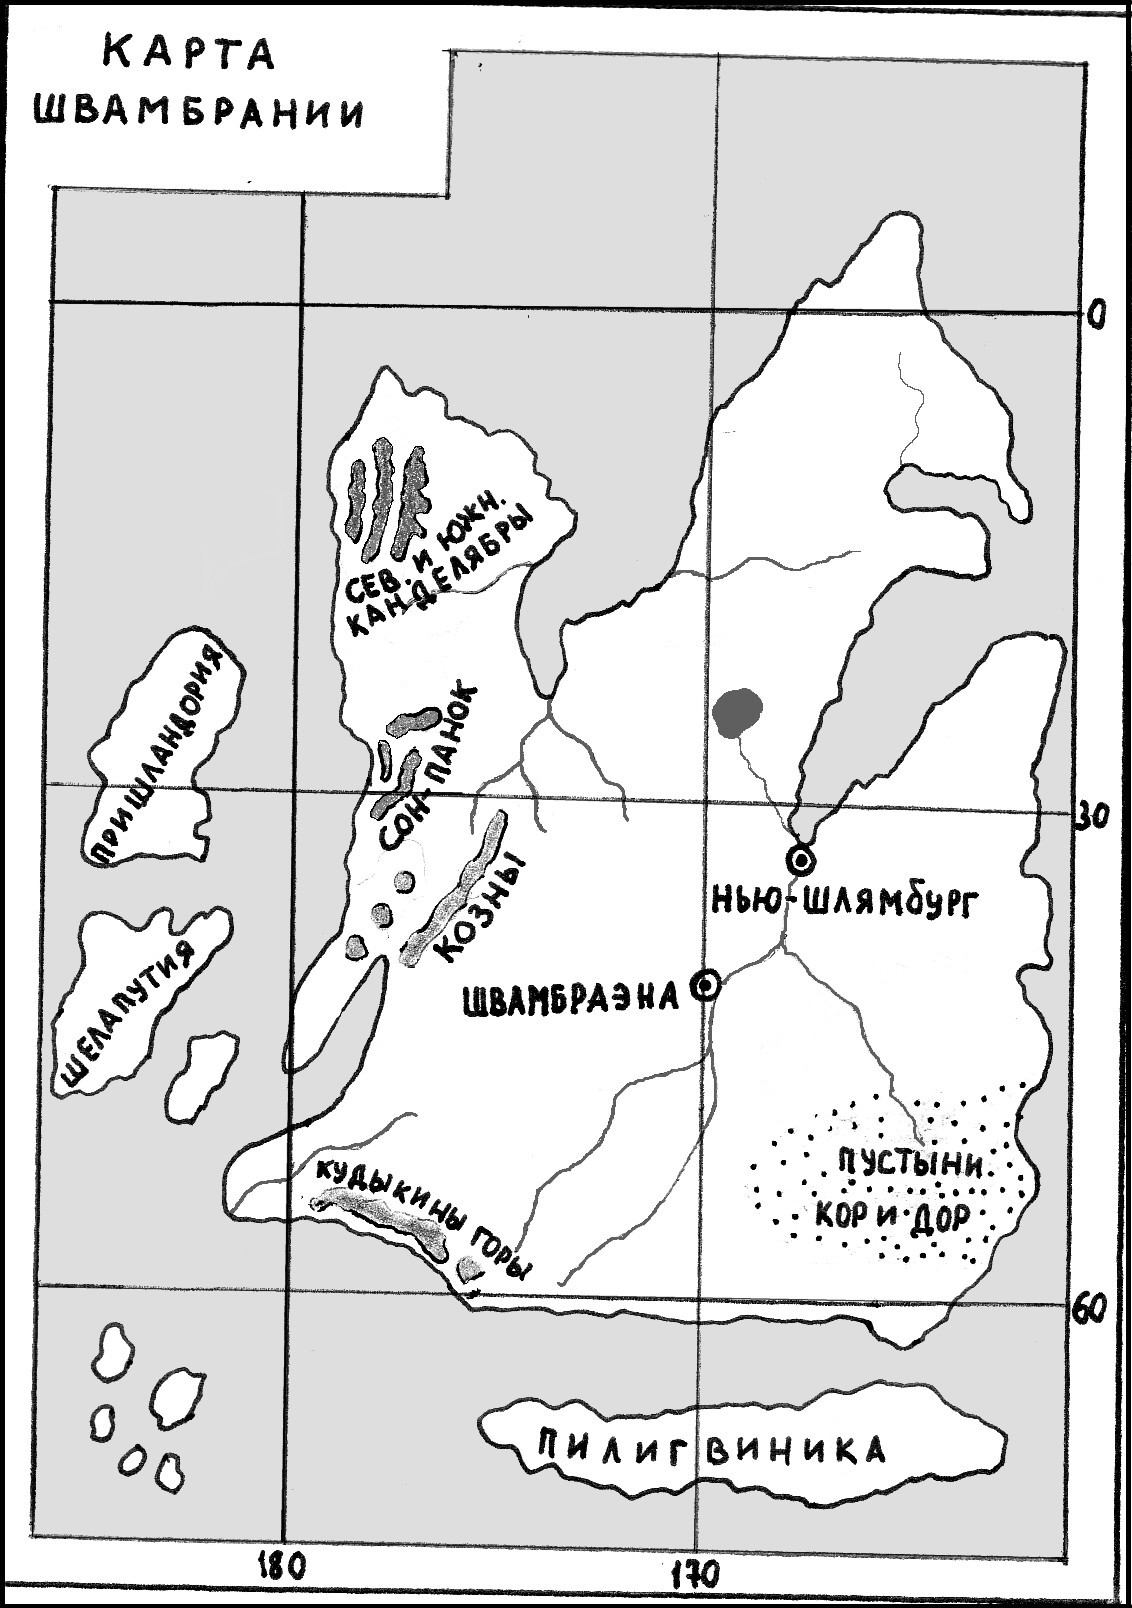 КАРТА
ШВАМБРАНИИ
0
СЕВ. И ЮЖН.
КАНДЕЛЯБРЫ
ПРИШЛАНДОРИЯ
СОН-ПАНОК
30
КОЗНЫ
НЬЮ-ШЛЯМБУРГ
ШЕЛАПУТИЯ
ШВАМБРАЭНА
ПУСТЫНИ
КОР И ДОР
КУДЫКИНЫ ГОРЫ
60
ПИЛИГВИНИКА
180
170